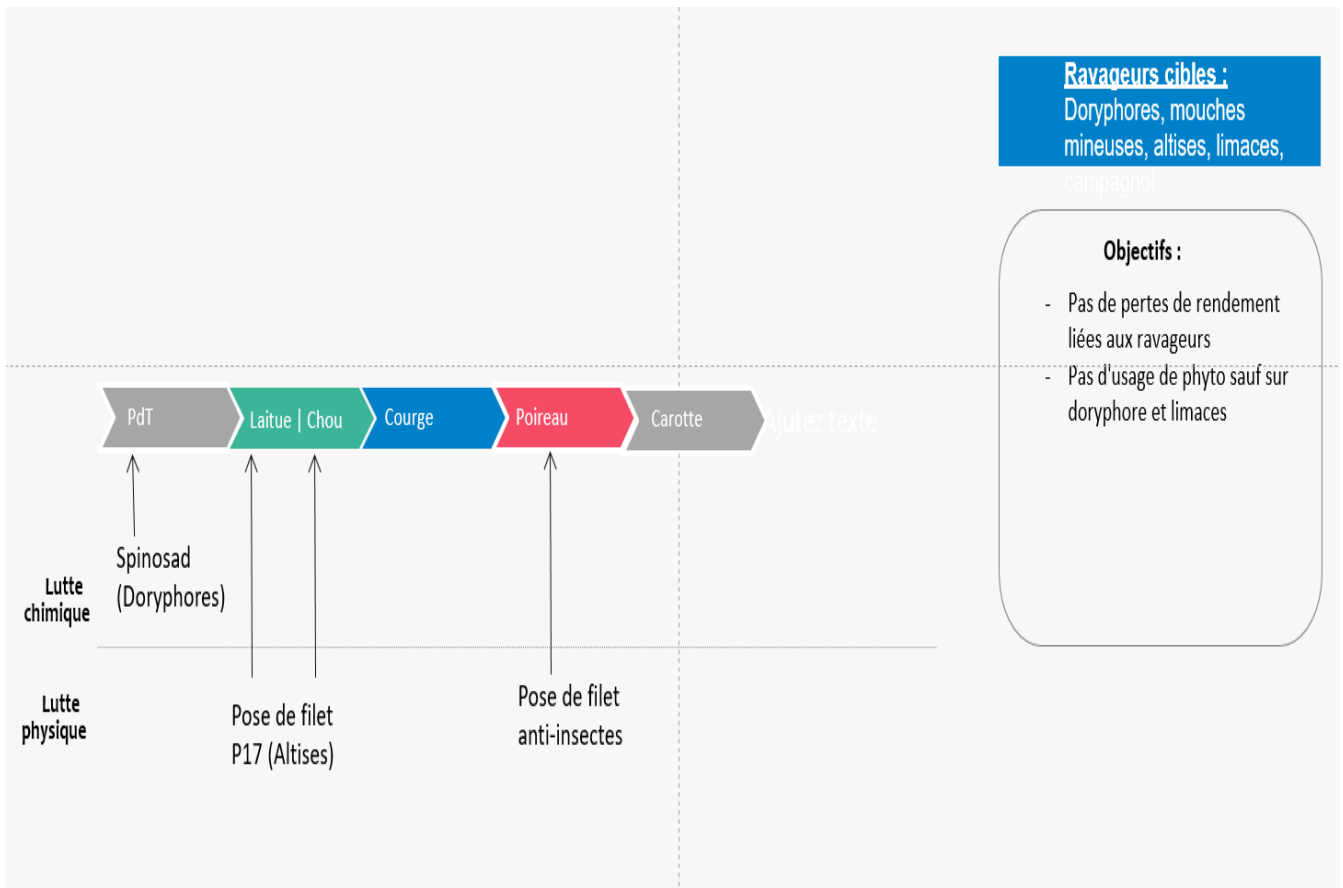 Ravageurs cibles :
Doryphores, mouches
mineuses, altises, limaces,
campagnol
Objectifs :
- Pas de pertes de rendement
liées aux ravageurs
- Pas d'usage de phyto sauf sur
doryphore et limaces
PdT
Laitue | Chou
Courge
Poireau
Carotte
Ajutez texte
Spinosad
(Doryphores)
Lutte
chimique
Lutte
physique
Pose de filet
P17 (Altises)
Pose de filet
anti-insectes